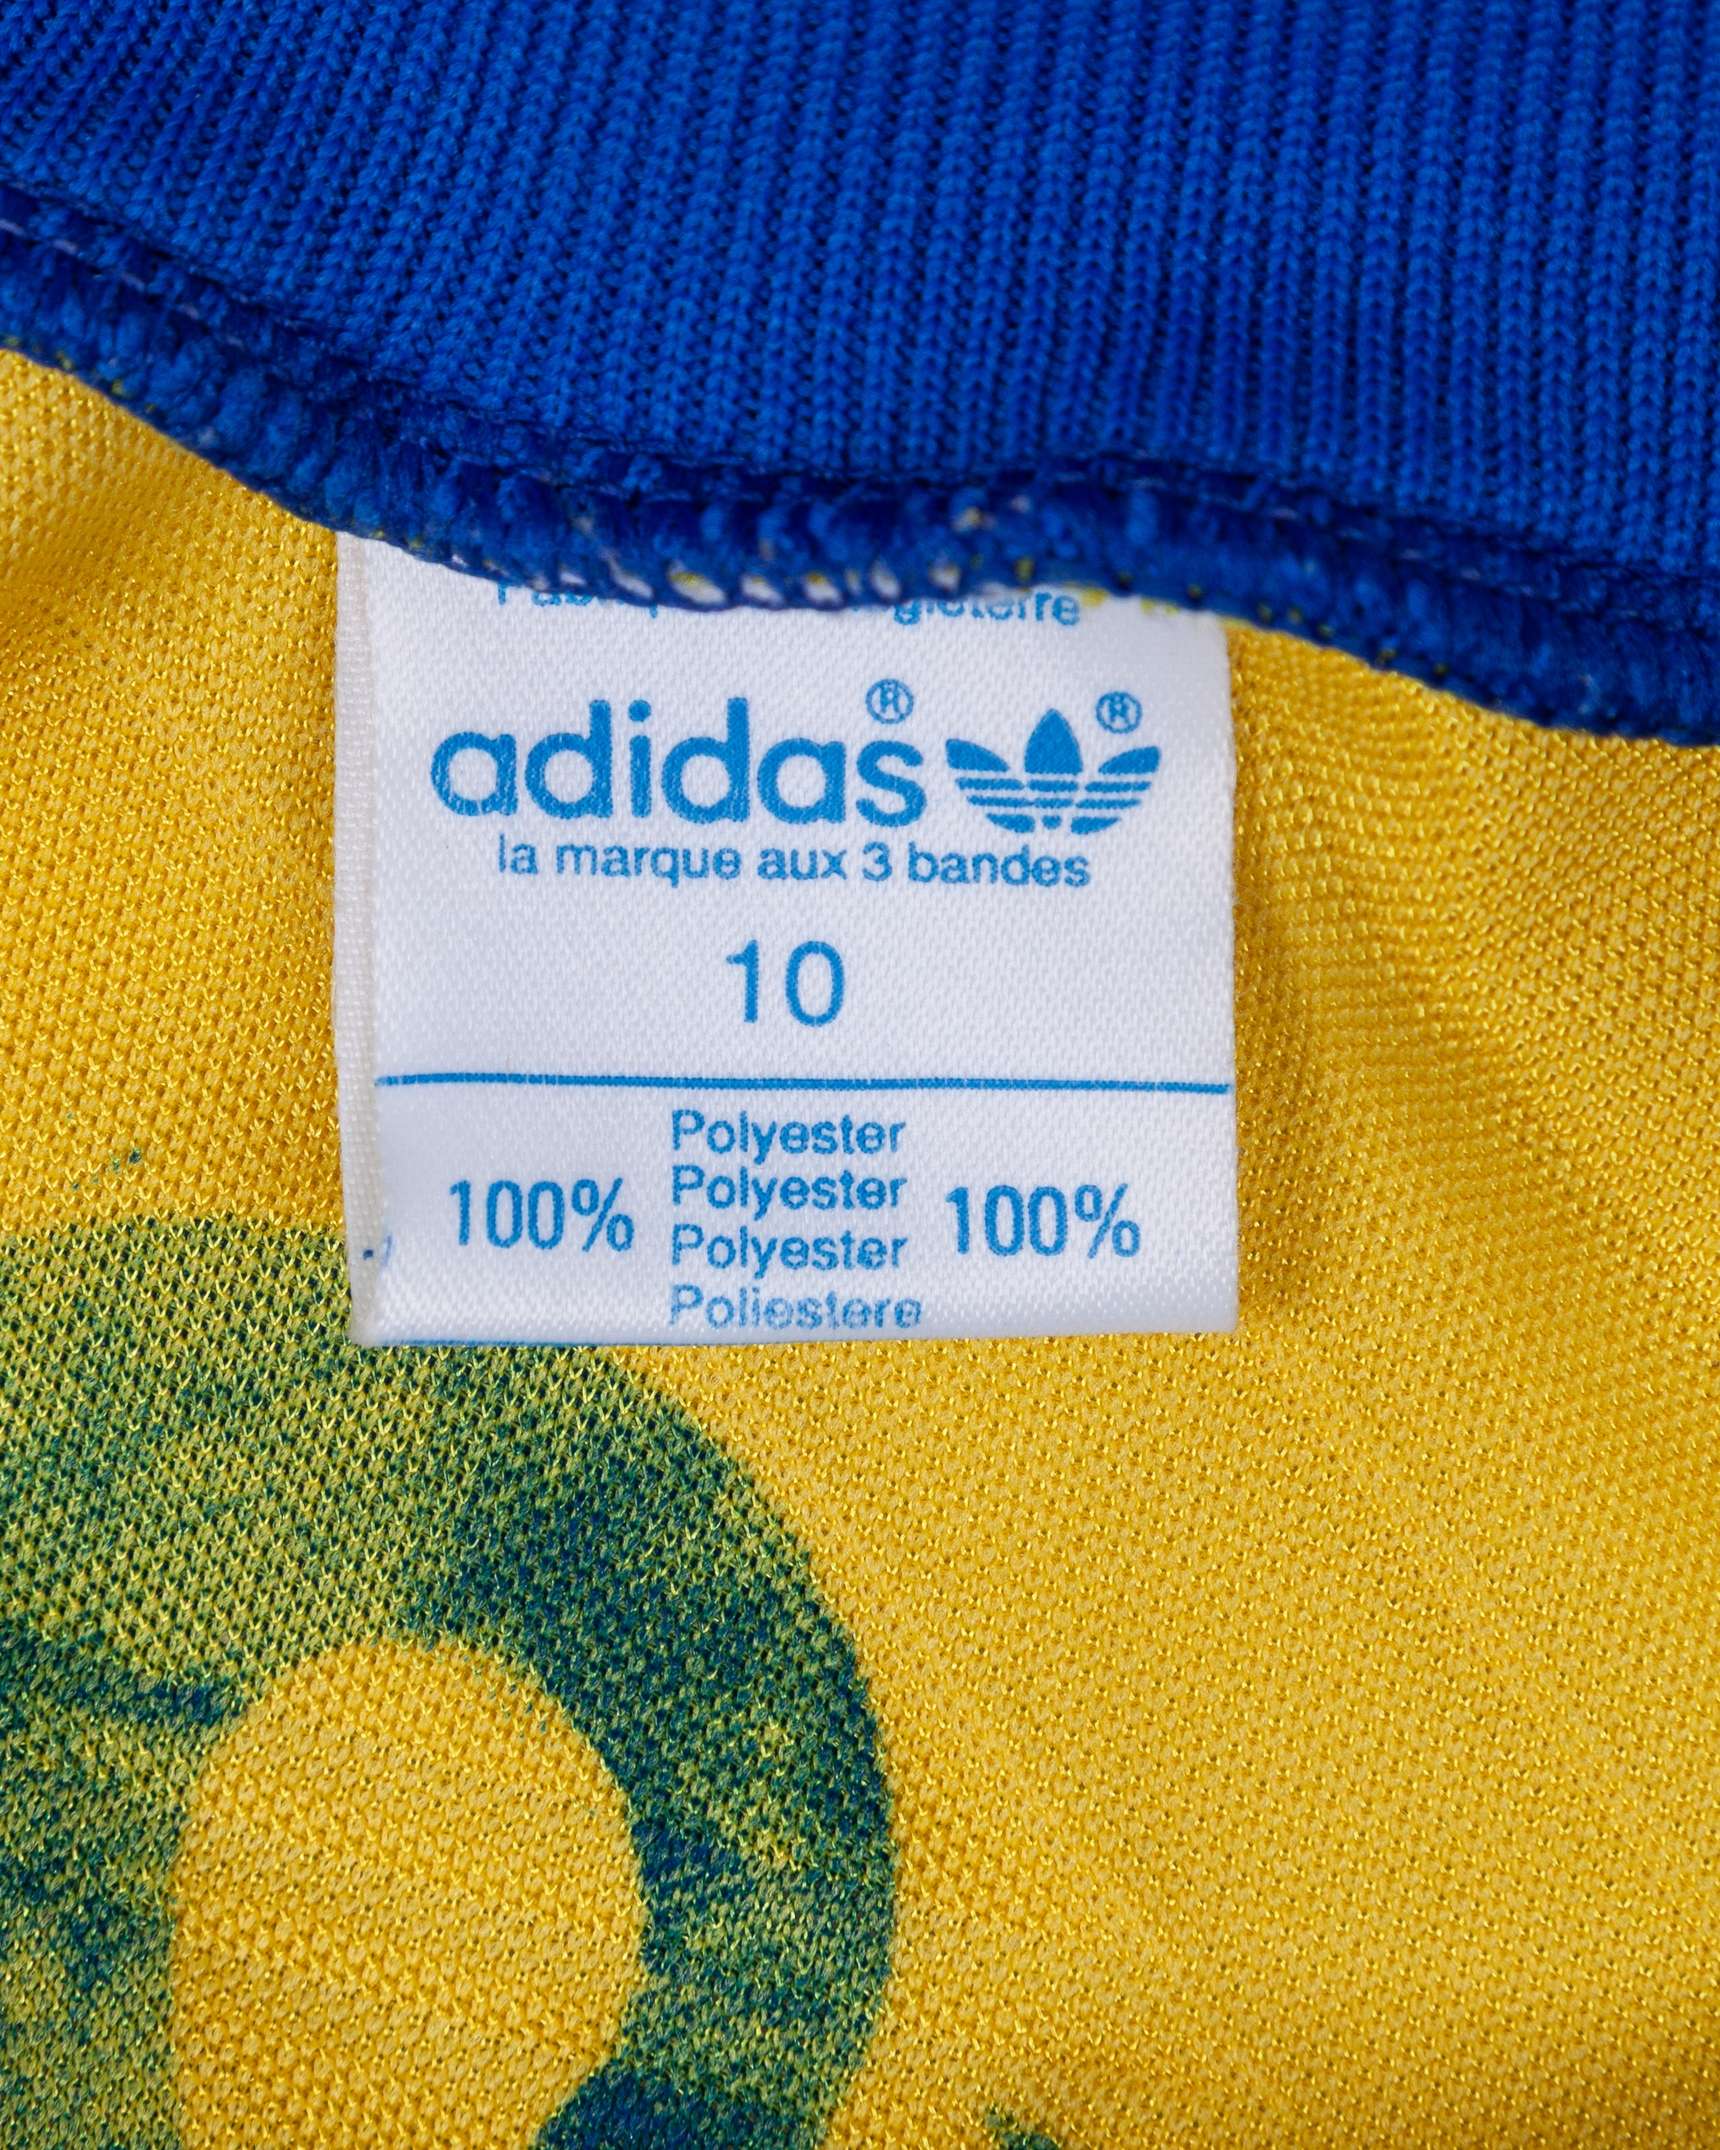 adidas® ®
la marque aux 3 bandes
10
Polyester
Polyester
100% Polyester 100%
Poliestere